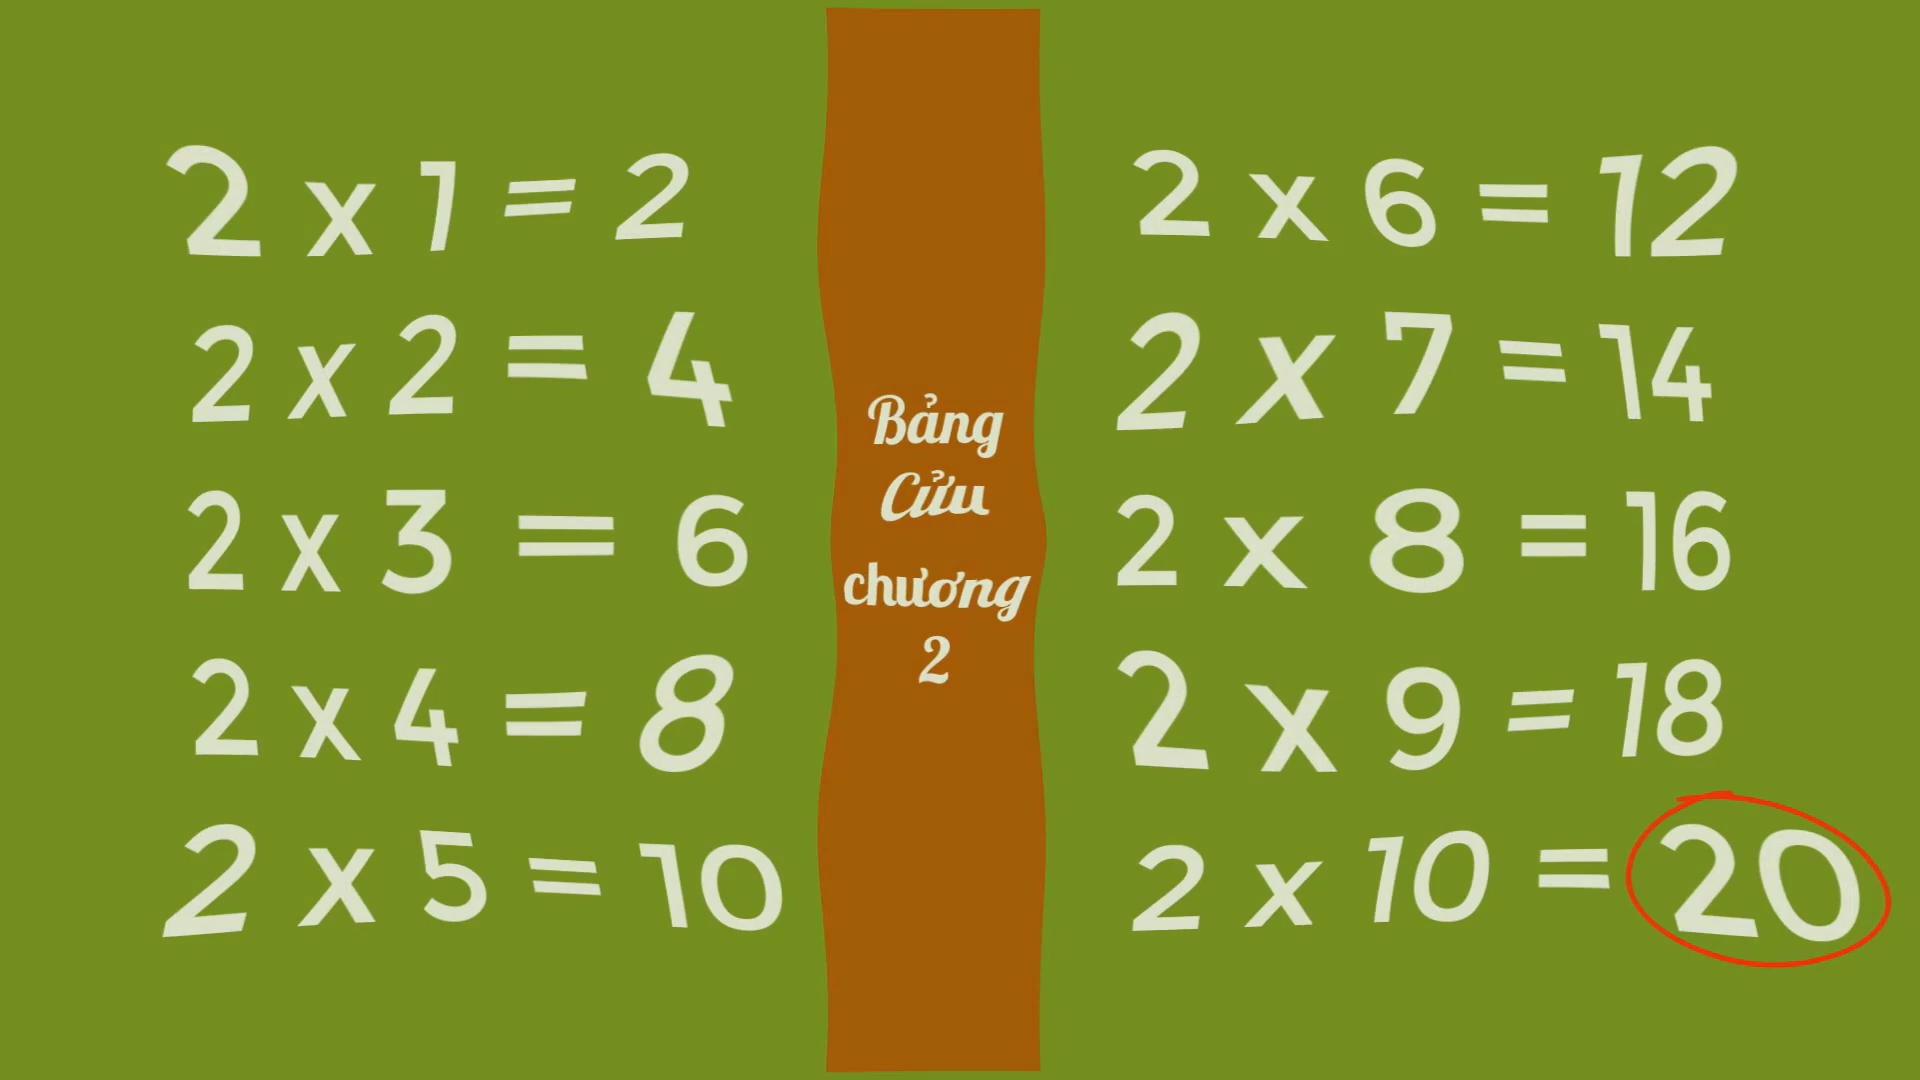 2 x 1 = 2
2 x 2 = 4
2 x 3 = 6
2 x 4 = 8
2 x 5 = 10
Bảng
Cửu
chương
2
2 x 6 = 12
2 x 7 = 14
2 x 8 = 16
2 x 9 = 18
2 x 10 = 20